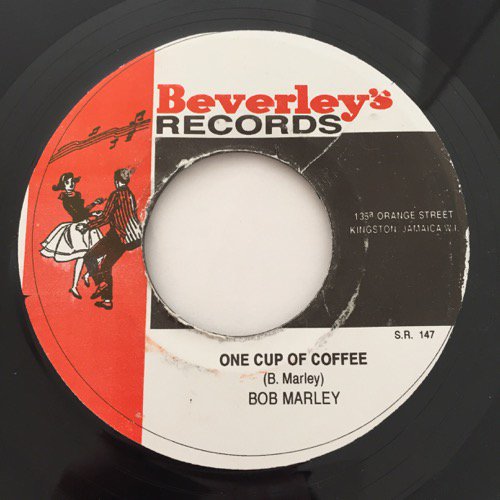 Beverley's
RECORDS
135ᴮ ORANGE STREET
KINGSTON JAMAICA W.I.
S.R. 147
ONE CUP OF COFFEE
(B. Marley)
BOB MARLEY